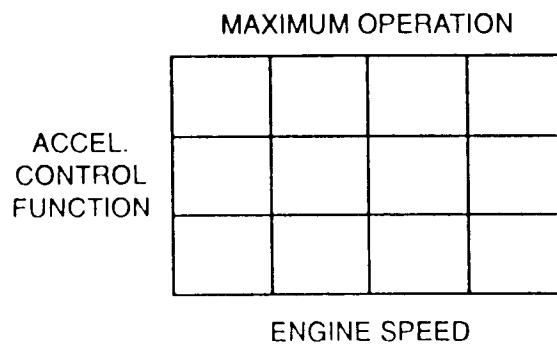 MAXIMUM OPERATION
ACCEL.
CONTROL
FUNCTION
ENGINE SPEED